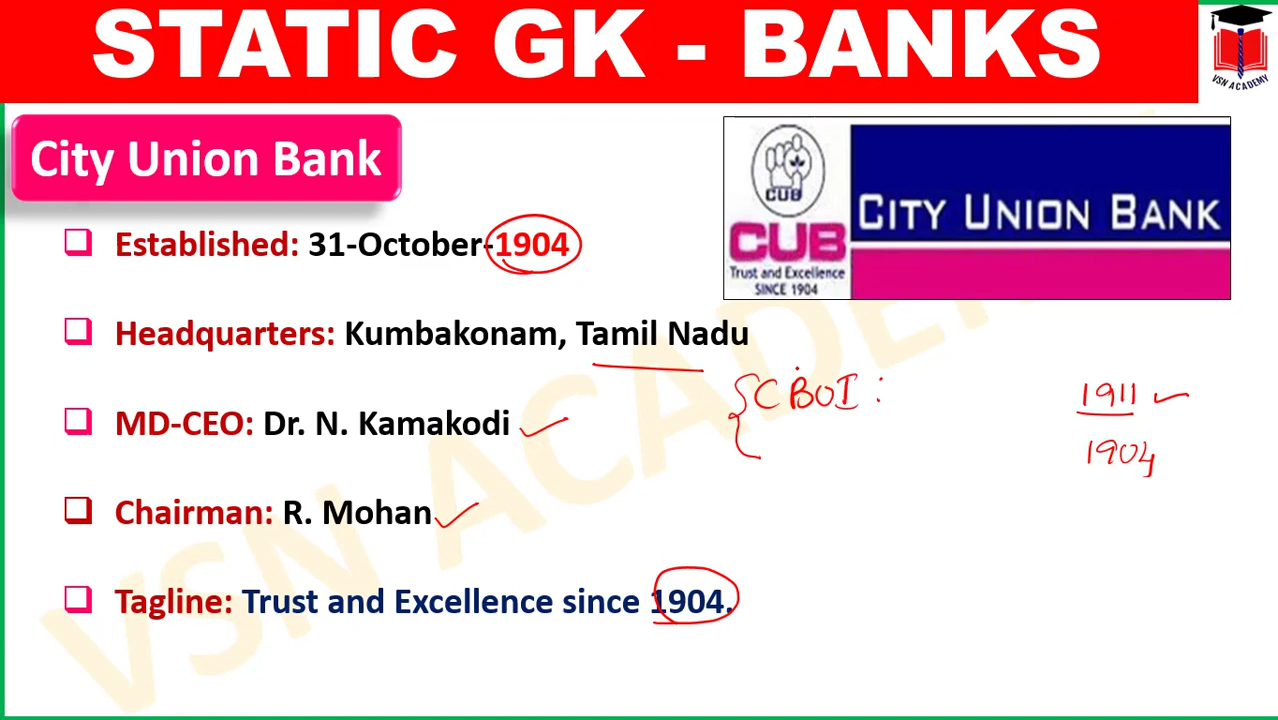 STATIC GK - BANKS
VSN ACADEMY
City Union Bank
CUB
CITY UNION BANK
CUB
Trust and Excellence
SINCE 1904
Established: 31-October-1904
Headquarters: Kumbakonam, Tamil Nadu
CBOI : 1911
1904
MD-CEO: Dr. N. Kamakodi
Chairman: R. Mohan
Tagline: Trust and Excellence since 1904.
VSN ACADEMY